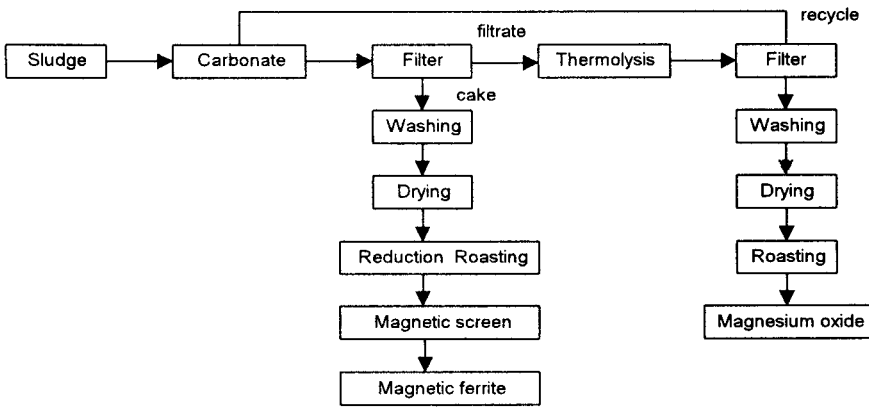 recycle
filtrate
Sludge
Carbonate
Filter
Thermolysis
Filter
cake
Washing
Washing
Drying
Drying
Reduction Roasting
Roasting
Magnetic screen
Magnesium oxide
Magnetic ferrite